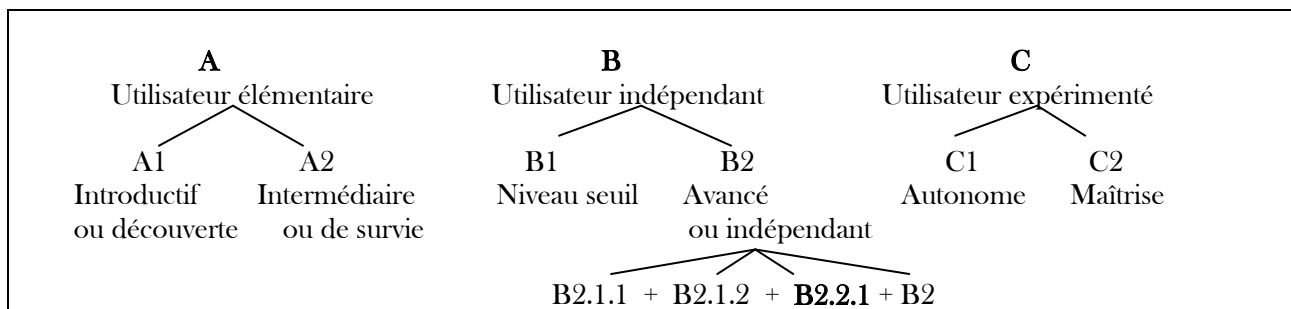 A B C
Utilisateur élémentaire Utilisateur indépendant Utilisateur expérimenté
A1 A2 B1 B2 C1 C2
Introductif Intermédiaire Niveau seuil Avancé Autonome Maîtrise
ou découverte ou de survie ou indépendant
B2.1.1 + B2.1.2 + B2.2.1 + B2